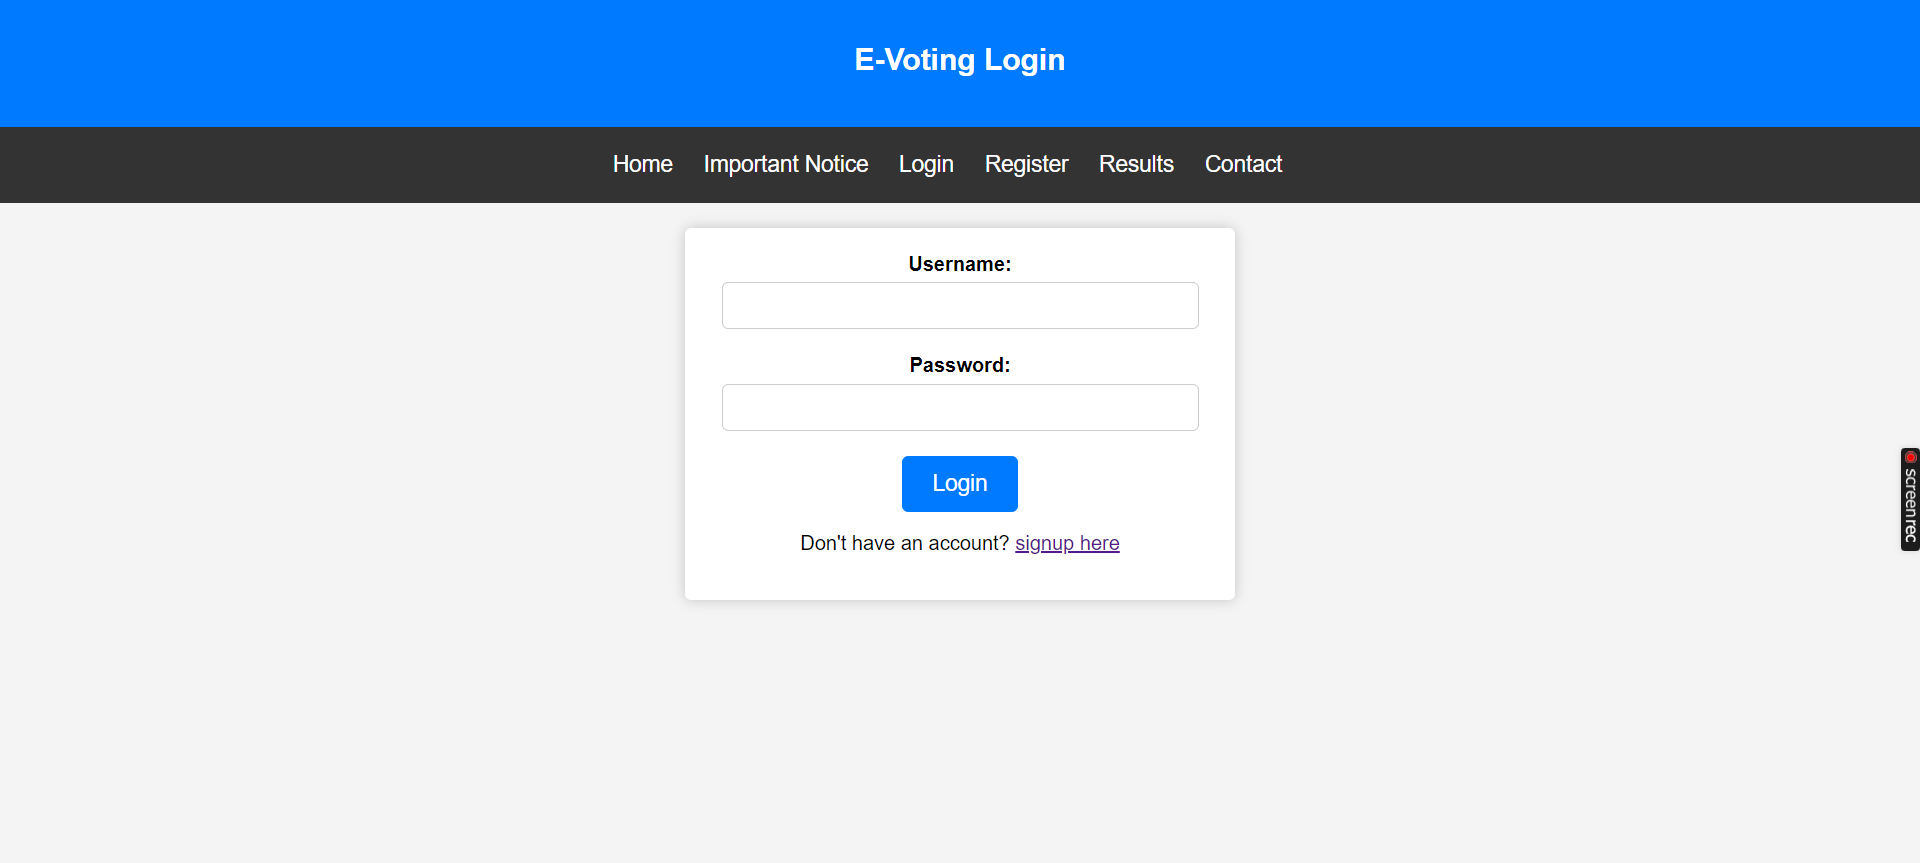 E-Voting Login
Home Important Notice Login Register Results Contact
Username:
Password:
Login
Don't have an account? signup here
screenrec